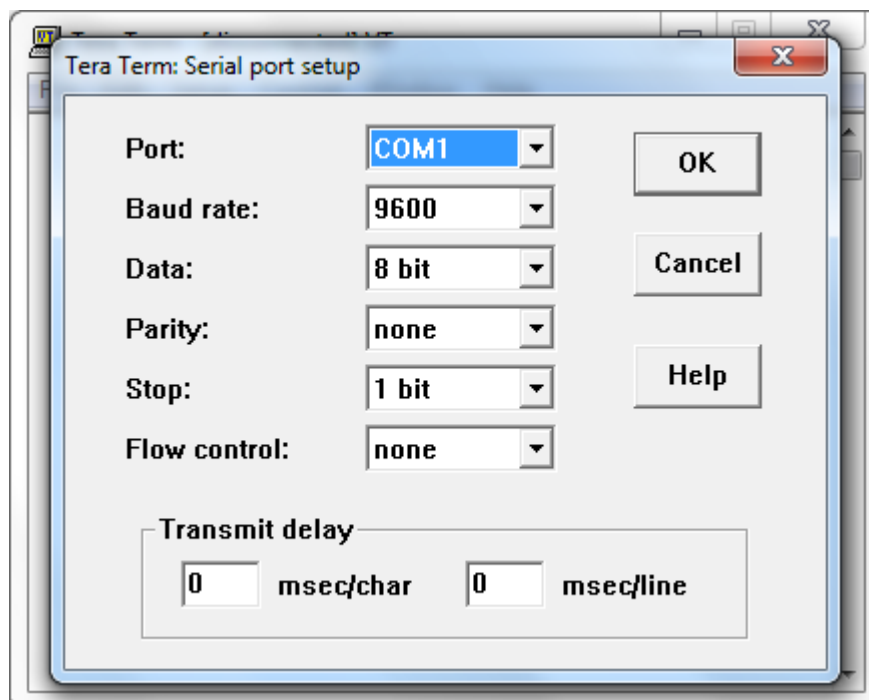 Tera Term: Serial port setup
Port: COM1
OK
Baud rate: 9600
Data: 8 bit
Cancel
Parity: none
Stop: 1 bit
Help
Flow control: none
Transmit delay
0 msec/char 0 msec/line